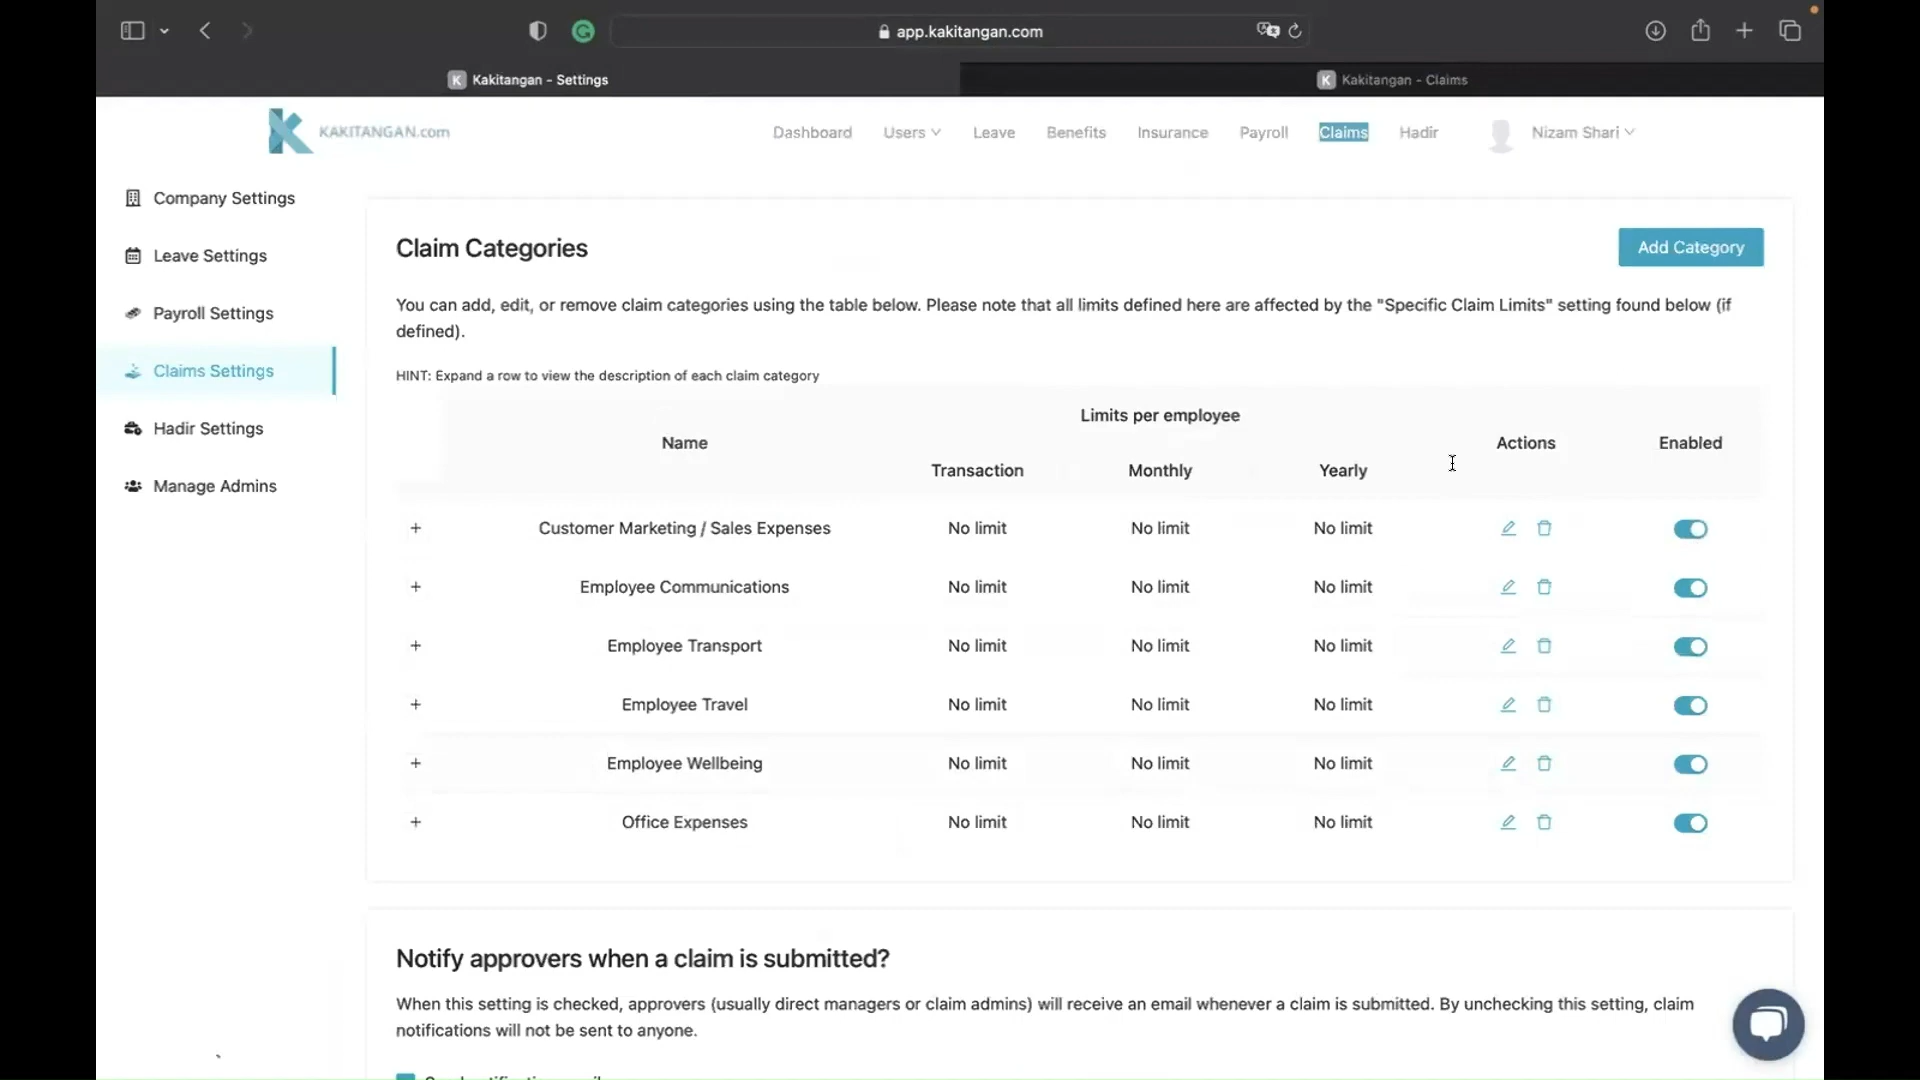 app.kakitangan.com
K Kakitangan - Settings
K Kakitangan - Claims
KAKITANGAN.com
Dashboard Users Leave Benefits Insurance Payroll Claims Hadir Nizam Shari
Company Settings
Leave Settings
Payroll Settings
Claims Settings
Hadir Settings
Manage Admins
Claim Categories
Add Category
You can add, edit, or remove claim categories using the table below. Please note that all limits defined here are affected by the "Specific Claim Limits" setting found below (if
defined).
HINT: Expand a row to view the description of each claim category
Limits per employee
Name Actions Enabled
Transaction Monthly Yearly
+ Customer Marketing / Sales Expenses No limit No limit No limit
+ Employee Communications No limit No limit No limit
+ Employee Transport No limit No limit No limit
+ Employee Travel No limit No limit No limit
+ Employee Wellbeing No limit No limit No limit
+ Office Expenses No limit No limit No limit
Notify approvers when a claim is submitted?
When this setting is checked, approvers (usually direct managers or claim admins) will receive an email whenever a claim is submitted. By unchecking this setting, claim
notifications will not be sent to anyone.